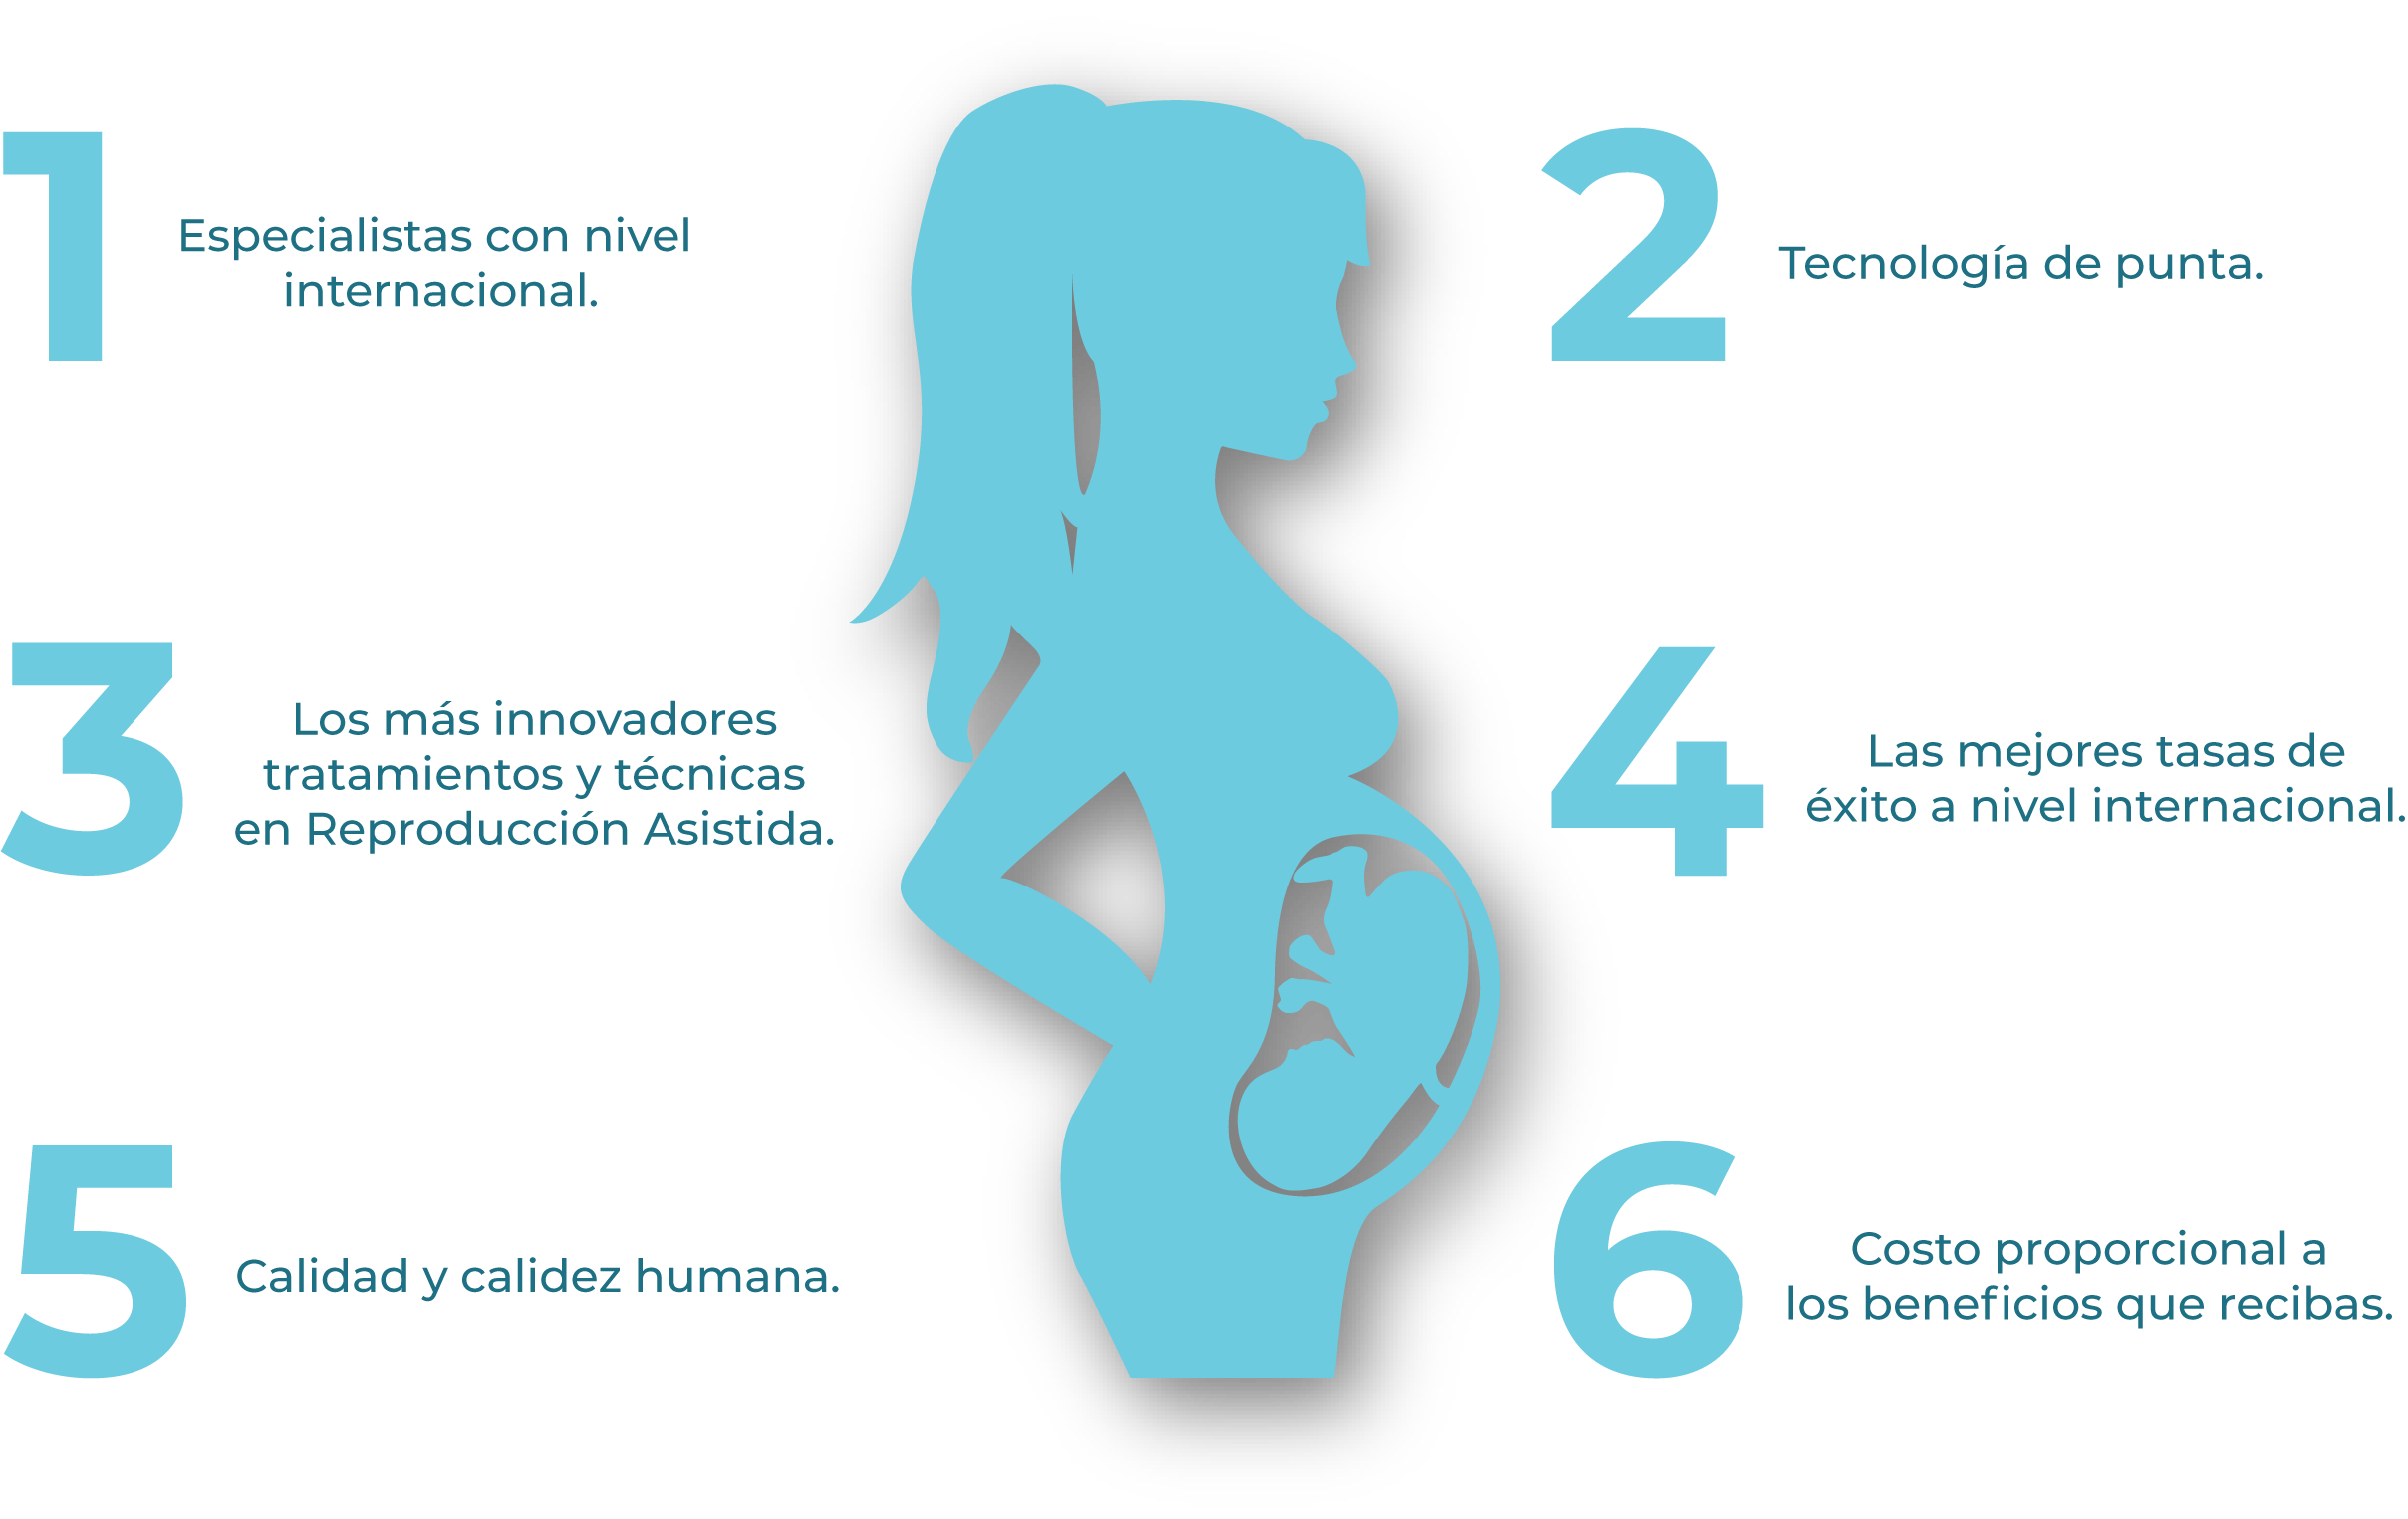 1
Especialistas con nivel
internacional.
2
Tecnología de punta.
3
Los más innovadores
tratamientos y técnicas
en Reproducción Asistida.
4
Las mejores tasas de
éxito a nivel internacional.
5
Calidad y calidez humana.
6
Costo proporcional a
los beneficios que recibas.